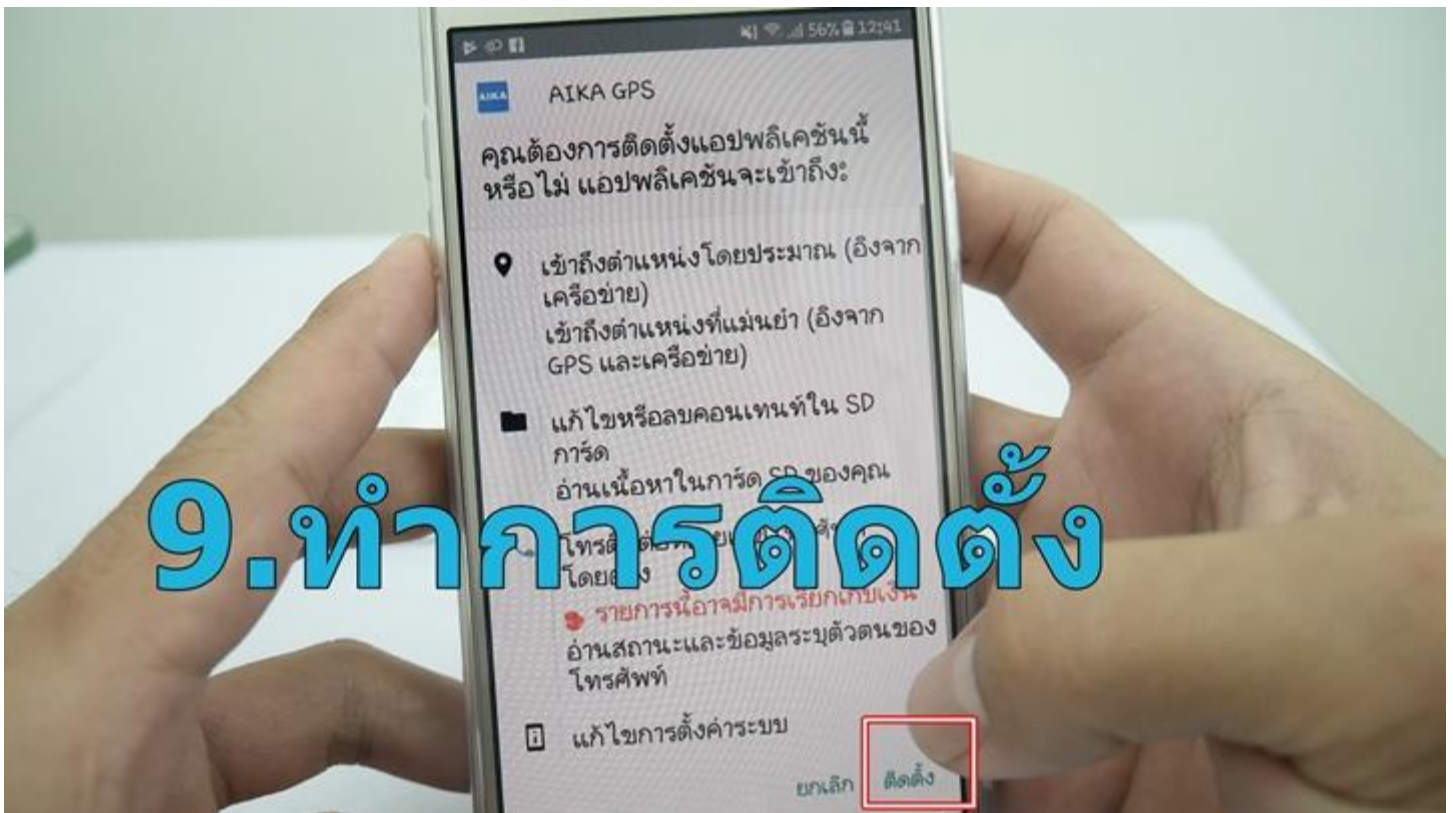 56% 12:41
AIKA AIKA GPS
คุณต้องการติดตั้งแอปพลิเคชันนี้
หรือไม่ แอปพลิเคชันจะเข้าถึง:
เข้าถึงตำแหน่งโดยประมาณ (อิงจาก
เครือข่าย)
เข้าถึงตำแหน่งที่แม่นยำ (อิงจาก
GPS และเครือข่าย)
แก้ไขหรือลบคอนเทนท์ใน SD
การ์ด
อ่านเนื้อหาในการ์ด SD ของคุณ
9.ทำการติดตั้ง
รายการนี้อาจมีการเรียกเก็บเงิน
อ่านสถานะและข้อมูลระบุตัวตนของ
โทรศัพท์
แก้ไขการตั้งค่าระบบ
ยกเลิก ติดตั้ง